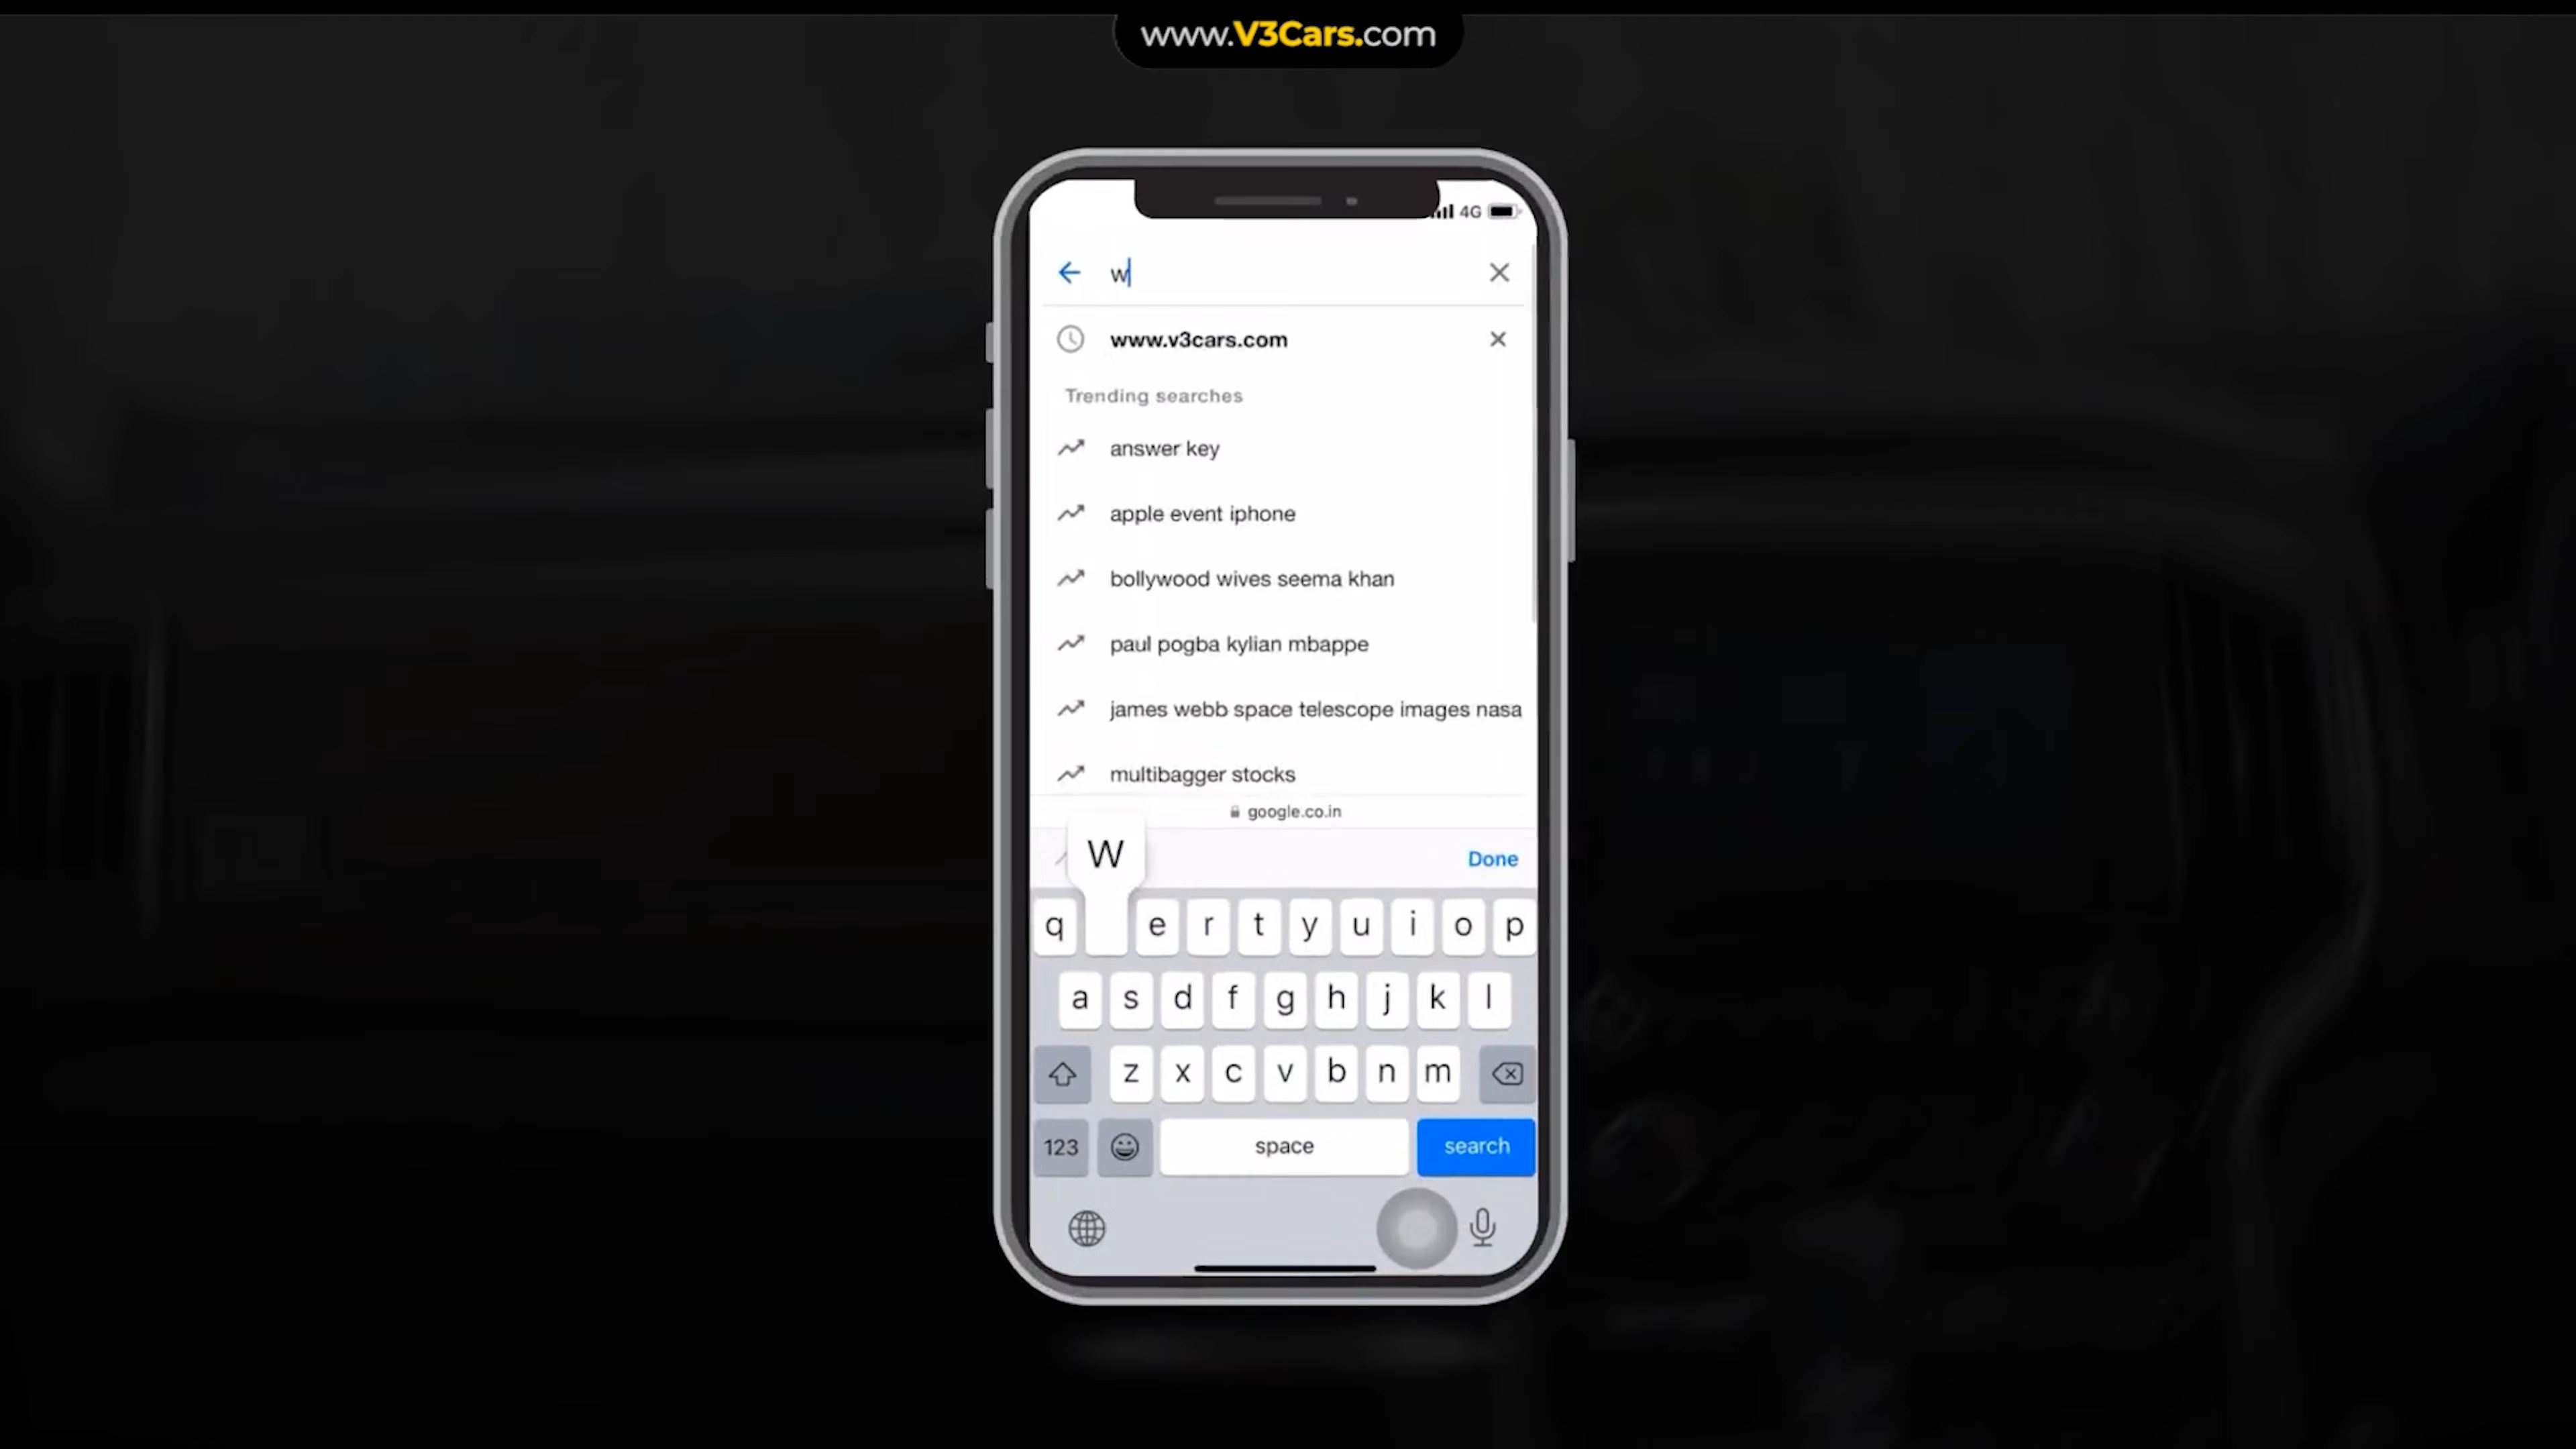 www.V3Cars.com
4G
w
www.v3cars.com
Trending searches
answer key
apple event iphone
bollywood wives seema khan
paul pogba kylian mbappe
james webb space telescope images nasa
multibagger stocks
google.co.in
W
Done
q e r t y u i o p
a s d f g h j k l
z x c v b n m
123 space search